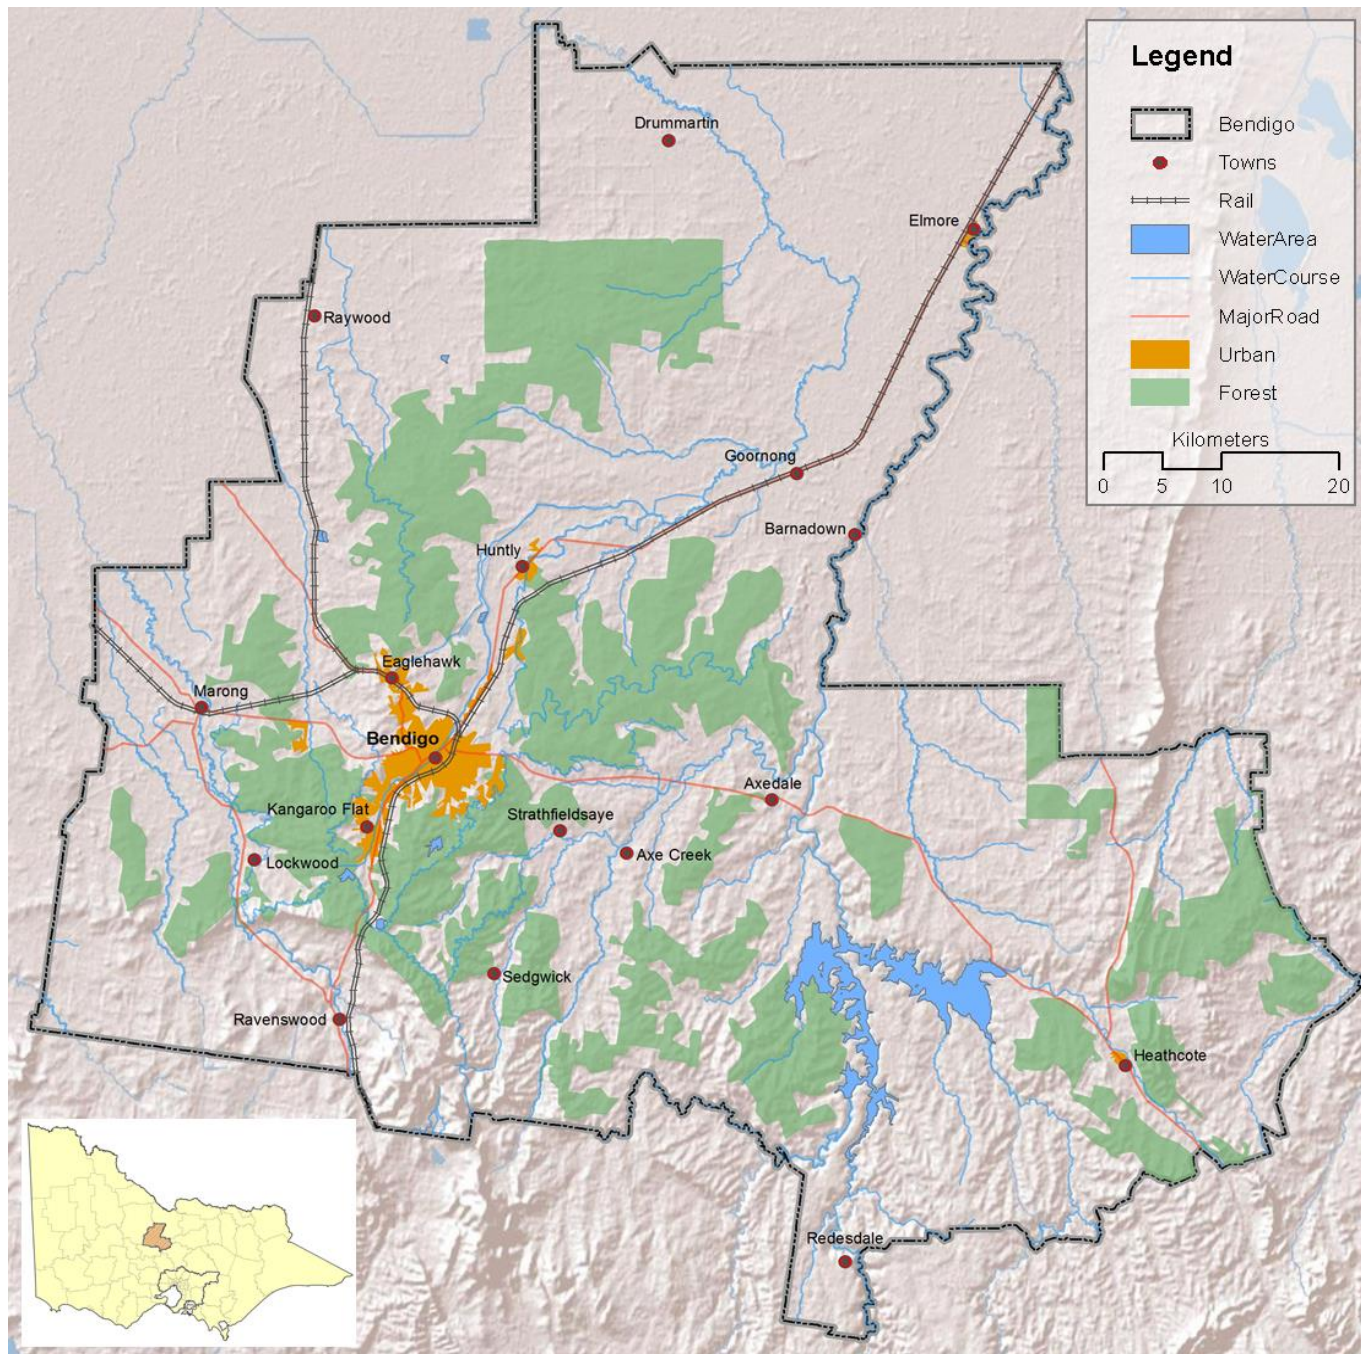 Legend
Bendigo
Towns
Rail
WaterArea
WaterCourse
MajorRoad
Urban
Forest
Kilometers
0 5 10 20
Drummartin
Elmore
Raywood
Goornong
Barnadown
Huntly
Eaglehawk
Marong
Bendigo
Axedale
Kangaroo Flat
Strathfieldsaye
Axe Creek
Lockwood
Sedgwick
Ravenswood
Heathcote
Redesdale